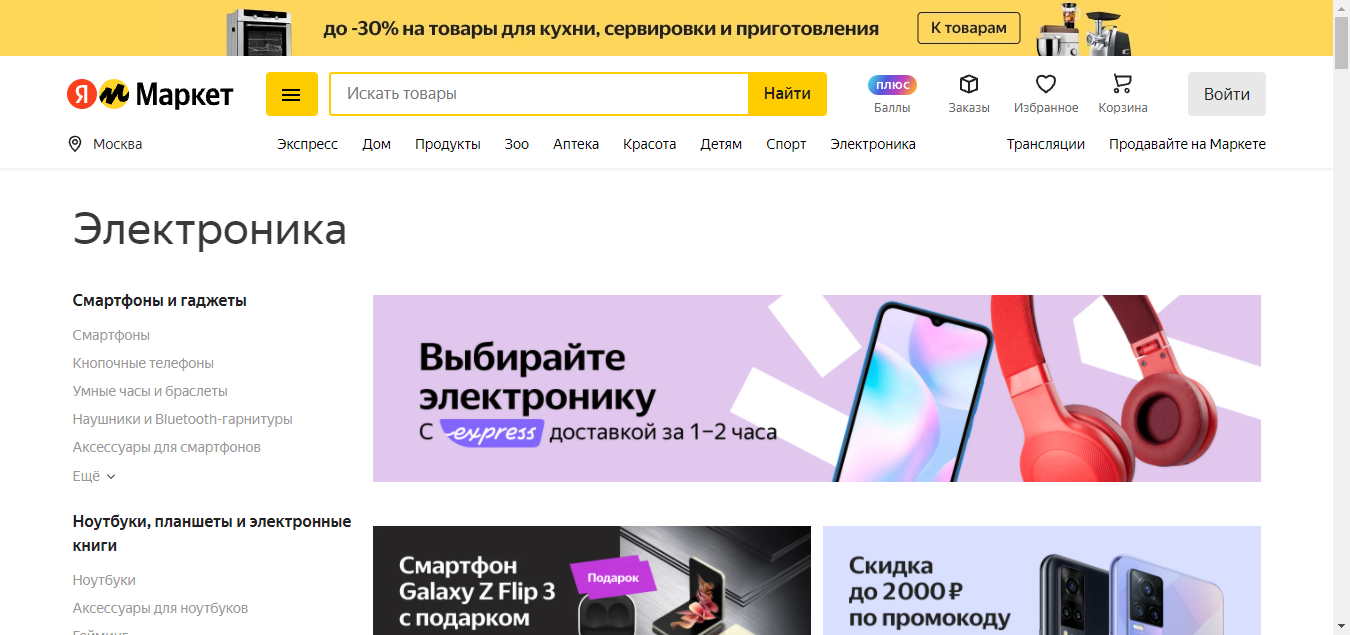 до -30% на товары для кухни, сервировки и приготовления
К товарам
Я Маркет
Искать товары
Найти
плюс
Баллы
Заказы
Избранное
Корзина
Войти
Москва
Экспресс
Дом
Продукты
Зоо
Аптека
Красота
Детям
Спорт
Электроника
Трансляции
Продавайте на Маркете
Электроника
Смартфоны и гаджеты
Смартфоны
Кнопочные телефоны
Умные часы и браслеты
Наушники и Bluetooth-гарнитуры
Аксессуары для смартфонов
Ещё
Ноутбуки, планшеты и электронные
книги
Ноутбуки
Аксессуары для ноутбуков
Гейминг
Выбирайте
электронику
С express доставкой за 1–2 часа
Смартфон
Galaxy Z Flip 3
с подарком
Подарок
Скидка
до 2000 ₽
по промокоду